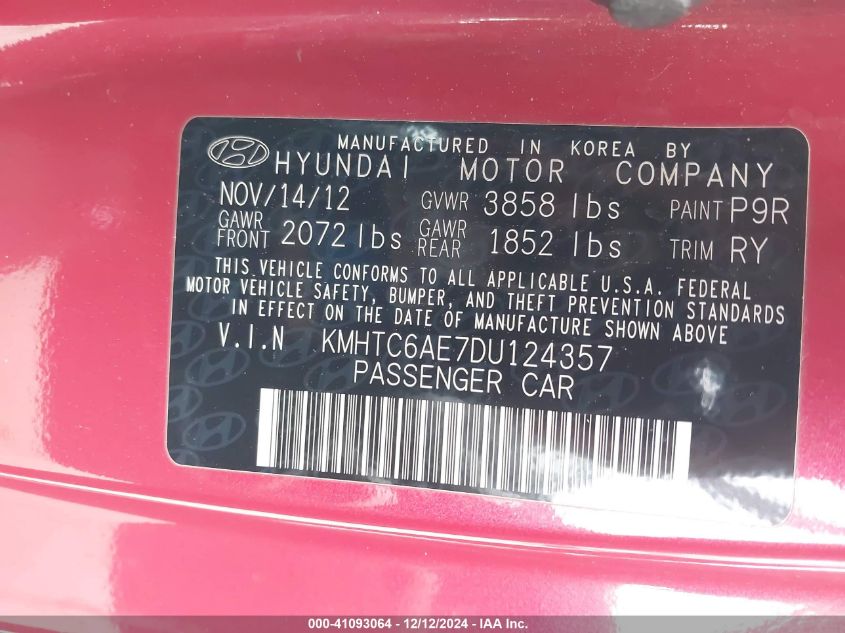 MANUFACTURED IN KOREA BY
HYUNDAI MOTOR COMPANY
NOV/14/12 GVWR 3858 lbs PAINT P9R
GAWR FRONT 2072 lbs GAWR REAR 1852 lbs TRIM RY
THIS VEHICLE CONFORMS TO ALL APPLICABLE U.S.A. FEDERAL
MOTOR VEHICLE SAFETY, BUMPER, AND THEFT PREVENTION STANDARDS
IN EFFECT ON THE DATE OF MANUFACTURE SHOWN ABOVE
V.I.N KMHTC6AE7DU124357
PASSENGER CAR
000-41093064 - 12/12/2024 - IAA Inc.